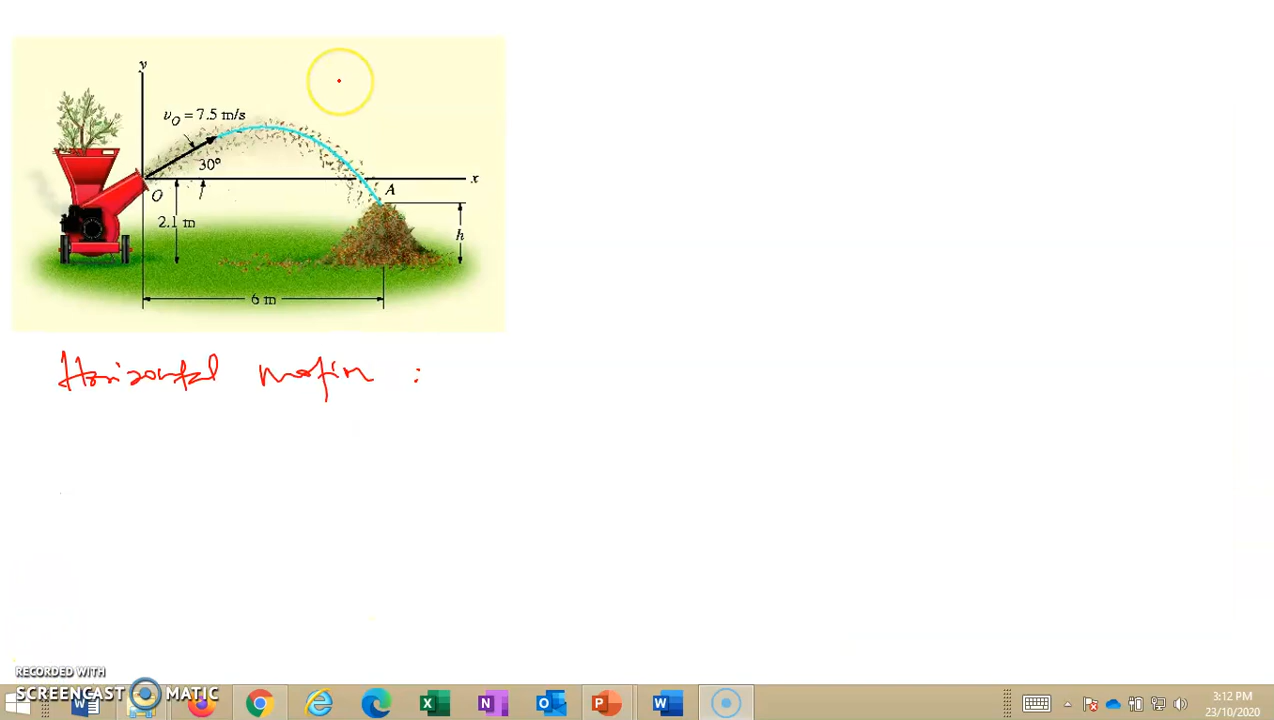 y
v_O = 7.5 m/s
30°
x
O
A
2.1 m
h
6 m
Horizontal motion :
RECORDED WITH
SCREENCAST MATIC
3:12 PM
23/10/2020